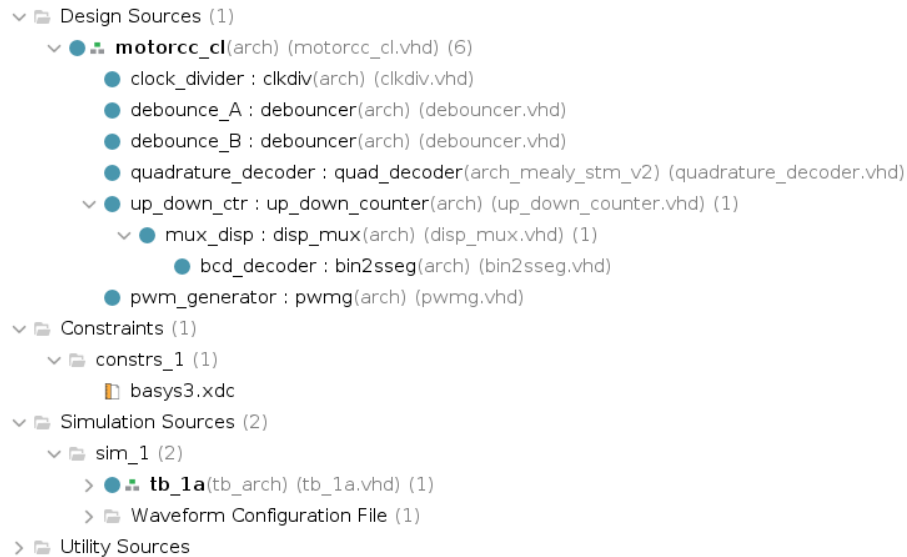 Design Sources (1)
motorcc_cl(arch) (motorcc_cl.vhd) (6)
clock_divider : clkdiv(arch) (clkdiv.vhd)
debounce_A : debouncer(arch) (debouncer.vhd)
debounce_B : debouncer(arch) (debouncer.vhd)
quadrature_decoder : quad_decoder(arch_mealy_stm_v2) (quadrature_decoder.vhd)
up_down_ctr : up_down_counter(arch) (up_down_counter.vhd) (1)
mux_disp : disp_mux(arch) (disp_mux.vhd) (1)
bcd_decoder : bin2sseg(arch) (bin2sseg.vhd)
pwm_generator : pwmg(arch) (pwmg.vhd)
Constraints (1)
constrs_1 (1)
basys3.xdc
Simulation Sources (2)
sim_1 (2)
tb_1a(tb_arch) (tb_1a.vhd) (1)
Waveform Configuration File (1)
Utility Sources